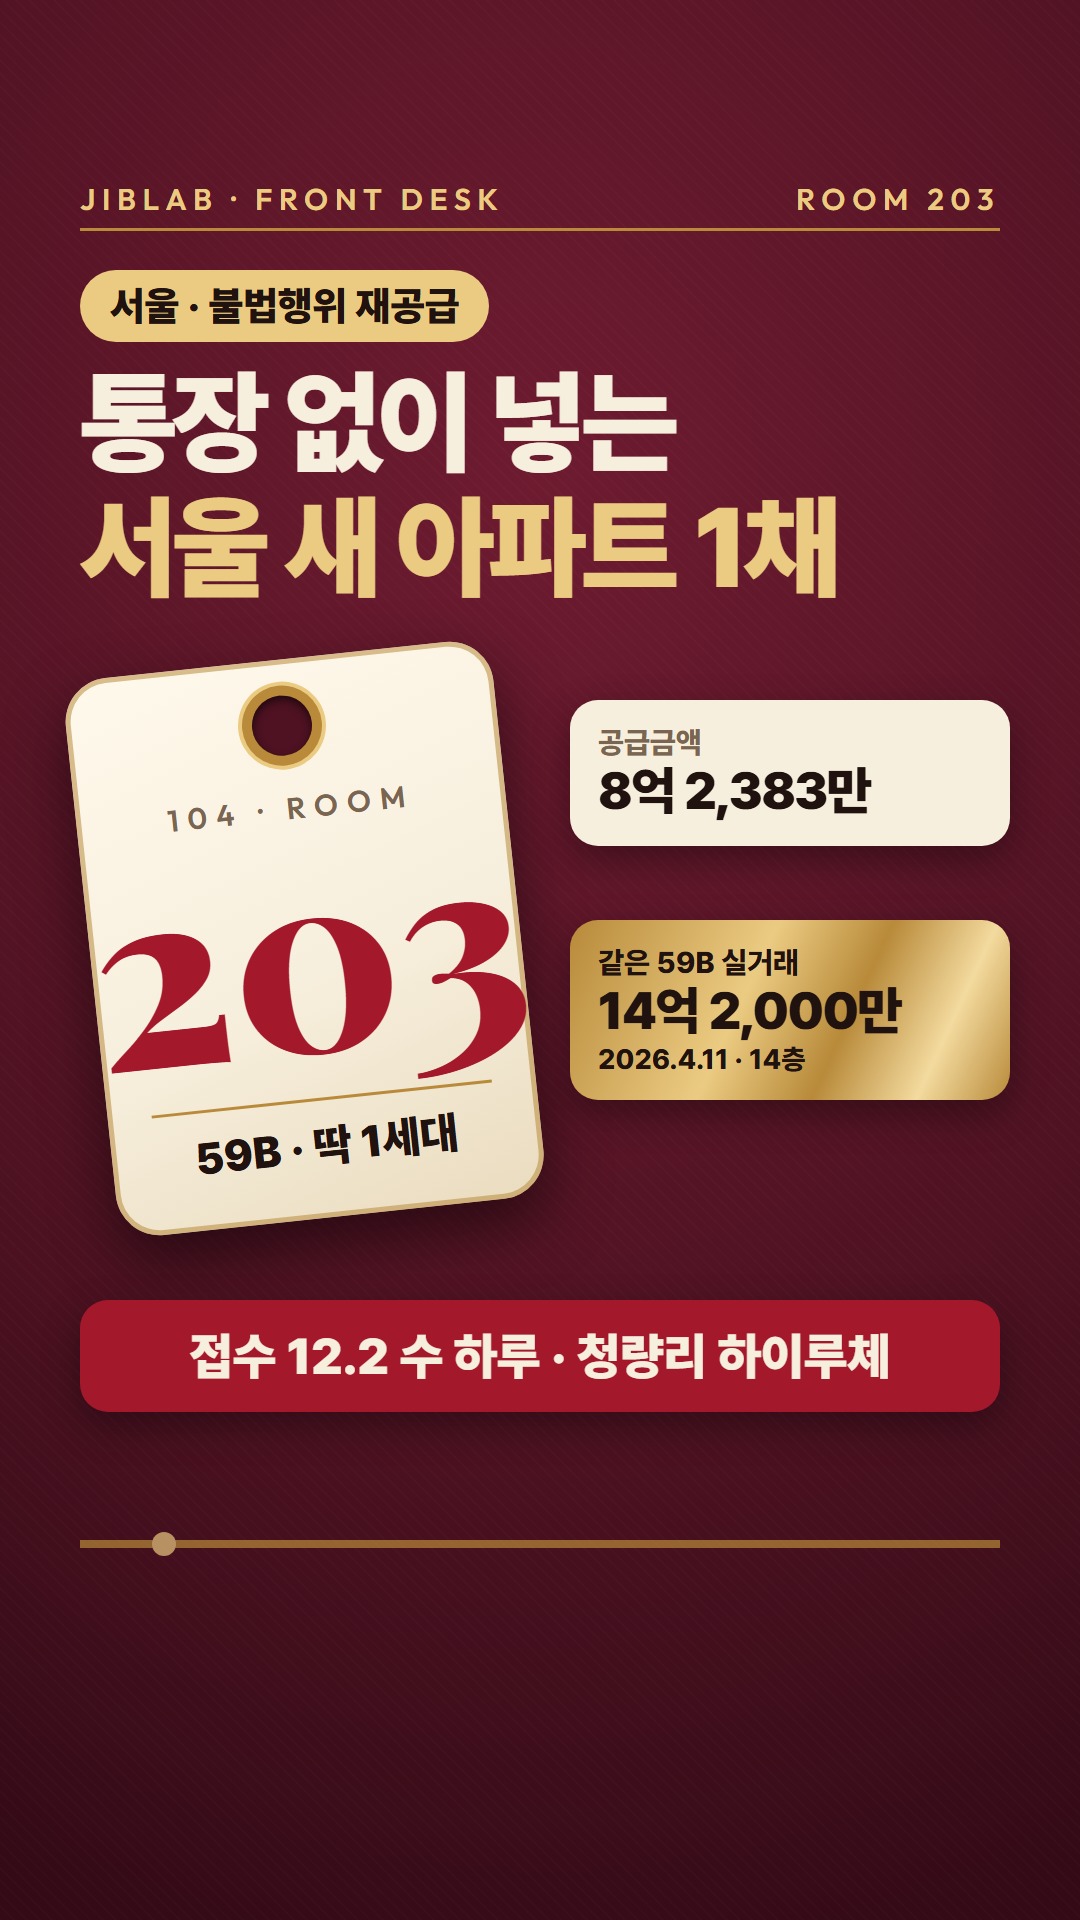 JIBLAB · FRONT DESK
ROOM 203
서울 · 불법행위 재공급
통장 없이 넣는
서울 새 아파트 1채
104 · ROOM
203
59B · 딱 1세대
공급금액
8억 2,383만
같은 59B 실거래
14억 2,000만
2026.4.11 · 14층
접수 12.2 수 하루 · 청량리 하이루체